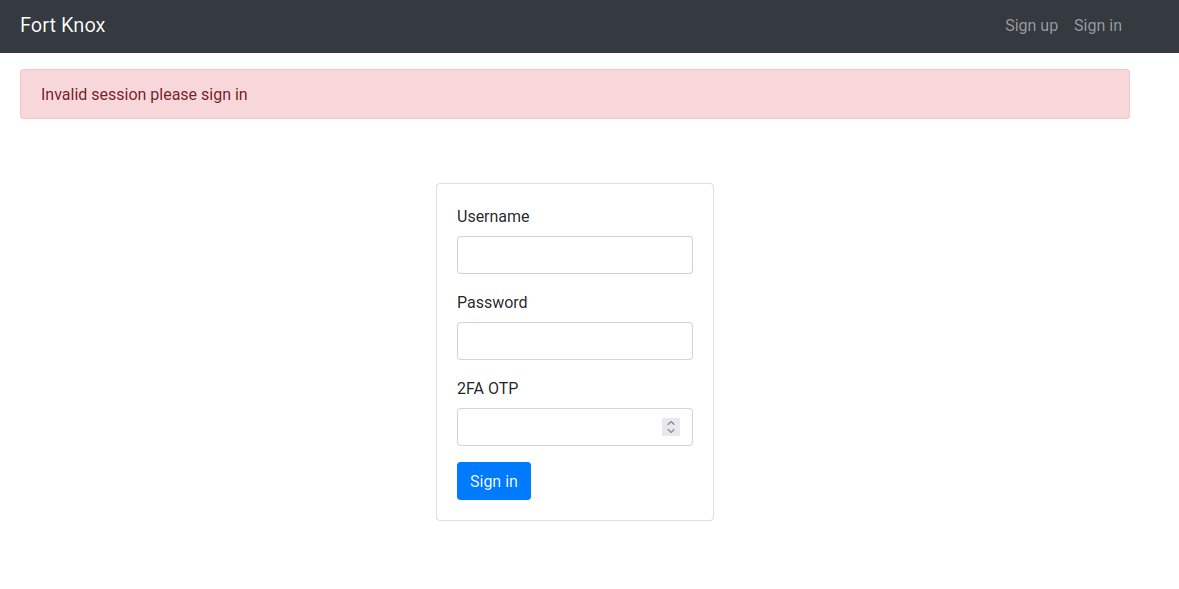 Fort Knox
Sign up
Sign in
Invalid session please sign in
Username
Password
2FA OTP
Sign in